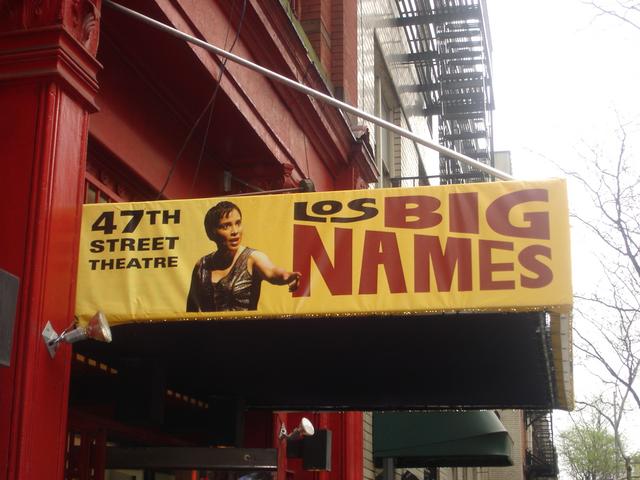 47TH
STREET
THEATRE
LOS BIG
NAMES